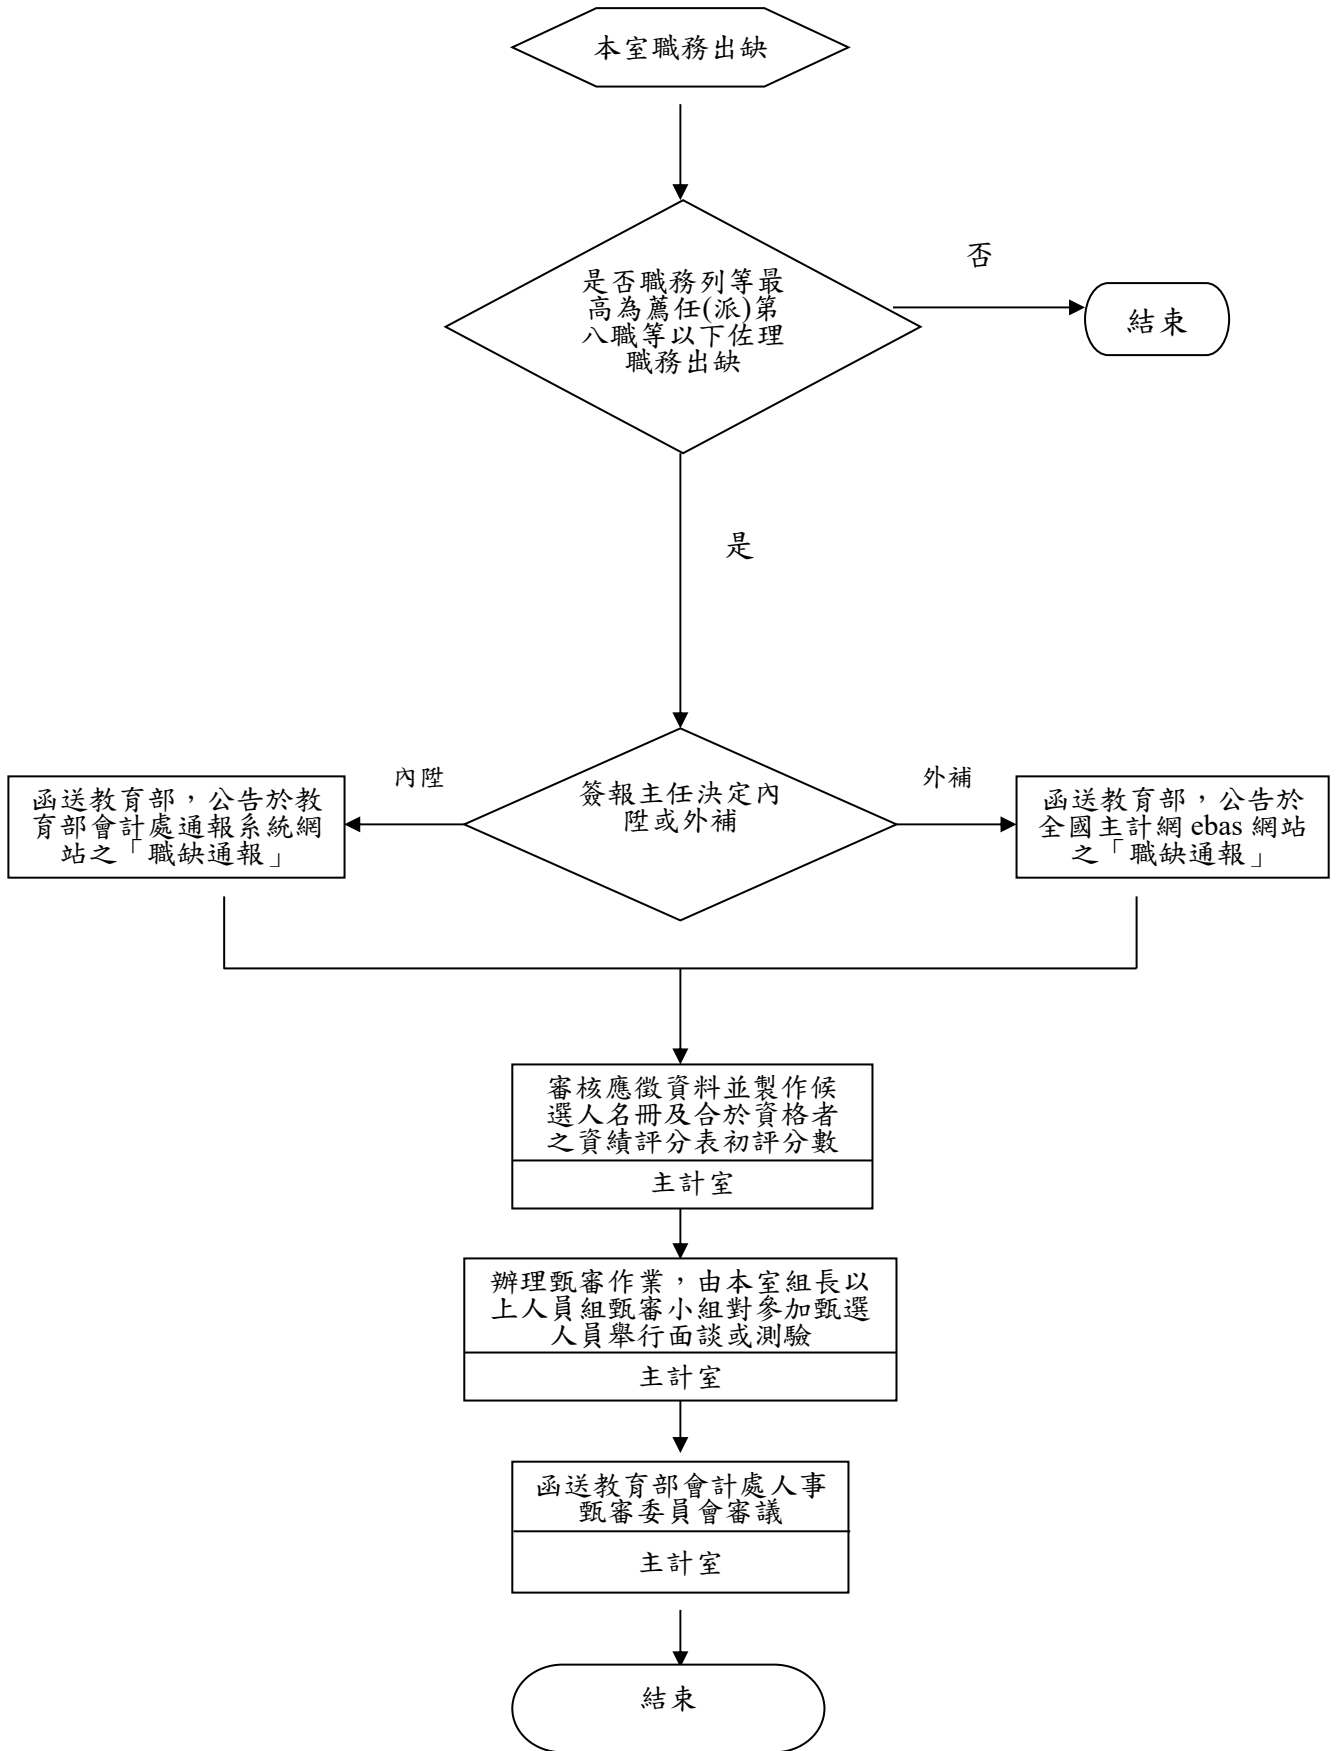 本室職務出缺
否
是否職務列等最
高為薦任(派)第
八職等以下佐理
職務出缺
結束
是
內陞
外補
函送教育部，公告於教
育部會計處通報系統網
站之「職缺通報」
簽報主任決定內
陞或外補
函送教育部，公告於
全國主計網 ebas 網站
之「職缺通報」
審核應徵資料並製作候
選人名冊及合於資格者
之資績評分表初評分數
主計室
辦理甄審作業，由本室組長以
上人員組甄審小組對參加甄選
人員舉行面談或測驗
主計室
函送教育部會計處人事
甄審委員會審議
主計室
結束